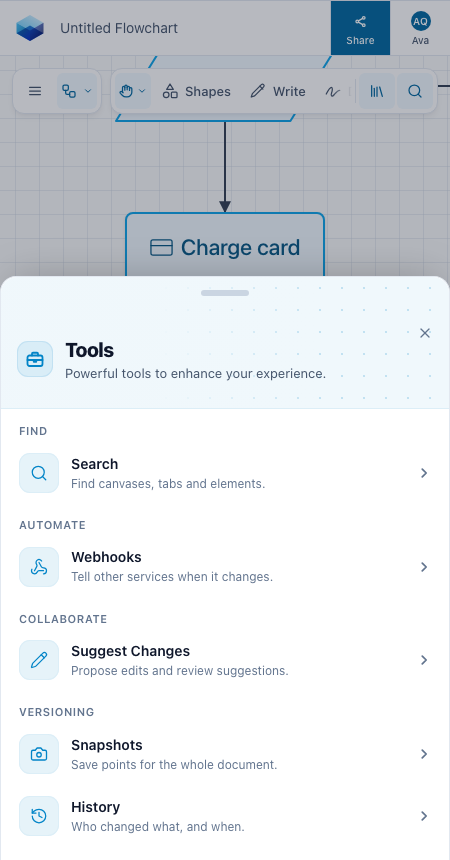 Untitled Flowchart
Share
AQ
Ava
Shapes
Write
Charge card
Tools
Powerful tools to enhance your experience.
FIND
Search
Find canvases, tabs and elements.
AUTOMATE
Webhooks
Tell other services when it changes.
COLLABORATE
Suggest Changes
Propose edits and review suggestions.
VERSIONING
Snapshots
Save points for the whole document.
History
Who changed what, and when.